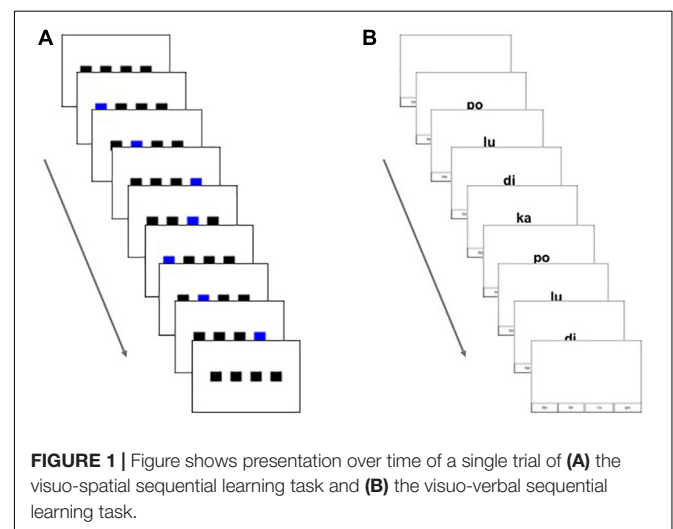 A
B
po
lu
di
ka
po
lu
di
FIGURE 1 | Figure shows presentation over time of a single trial of (A) the
visuo-spatial sequential learning task and (B) the visuo-verbal sequential
learning task.